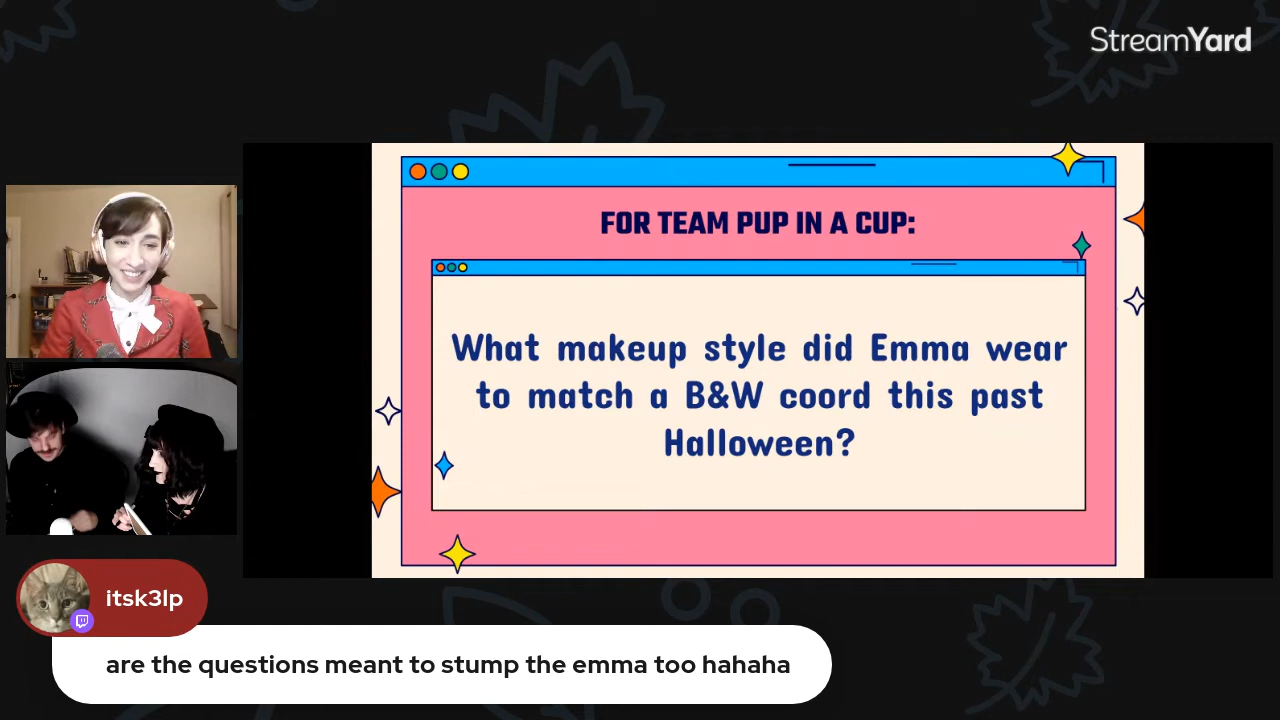 StreamYard
FOR TEAM PUP IN A CUP:
What makeup style did Emma wear
to match a B&W coord this past
Halloween?
itsk3lp
are the questions meant to stump the emma too hahaha